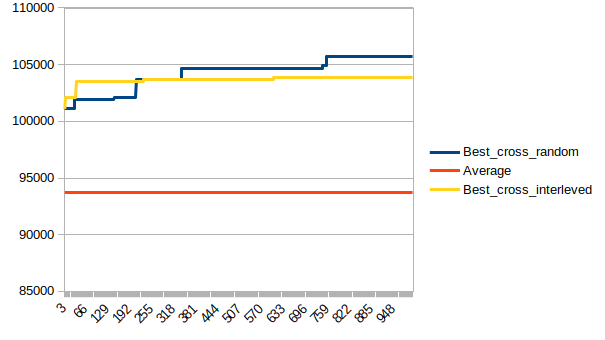 110000
105000
100000
95000
90000
85000
3 66 129 192 255 318 381 444 507 570 633 696 759 822 885 948
Best_cross_random
Average
Best_cross_interleved